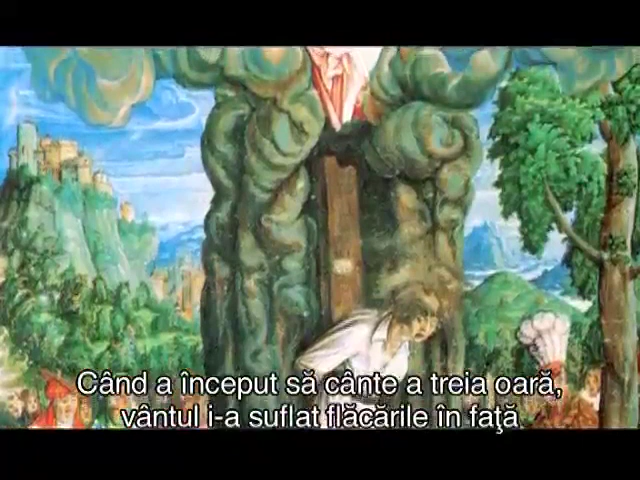 Când a început să cânte a treia oară,
vântul i-a suflat flăcările în faţă